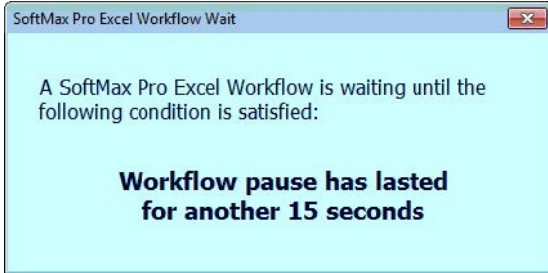 SoftMax Pro Excel Workflow Wait
A SoftMax Pro Excel Workflow is waiting until the
following condition is satisfied:
Workflow pause has lasted
for another 15 seconds